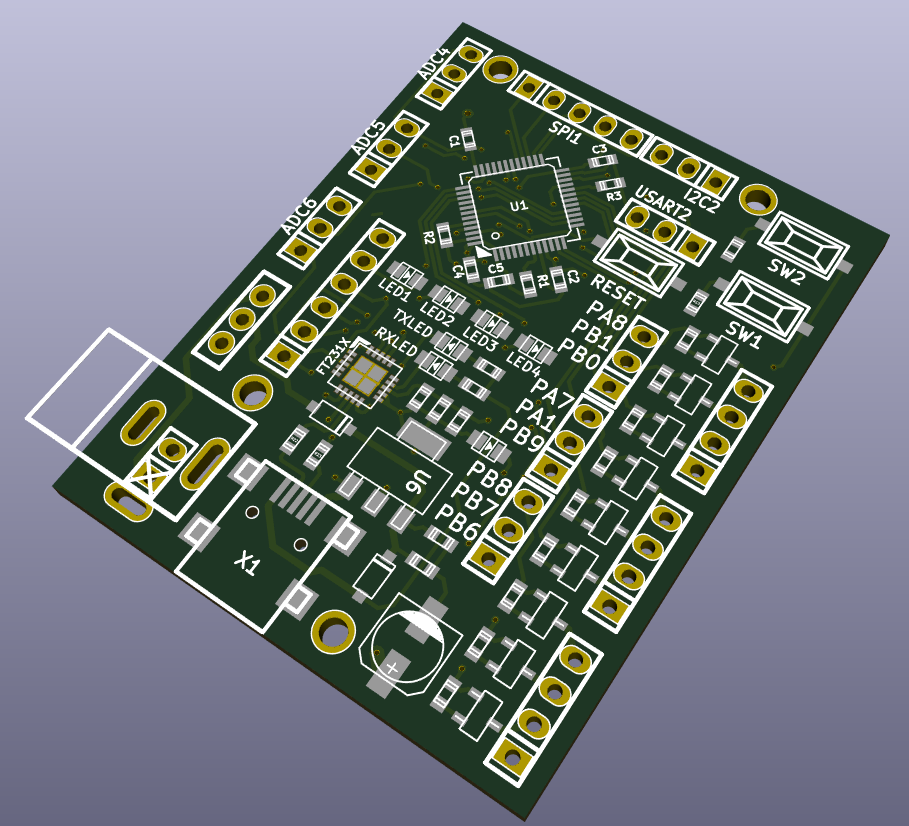 ADC4
SPI1
C1
C3
ADC5
I2C2
R3
USART2
U1
ADC6
R2
SW2
C4
C5
R1
C2
RESET
LED1
LED2
SW1
TXLED
LED3
PA8
RXLED
LED4
PB1
FT231X
PB0
PA7
PA1
PB9
U6
PB8
PB7
PB6
X1
+